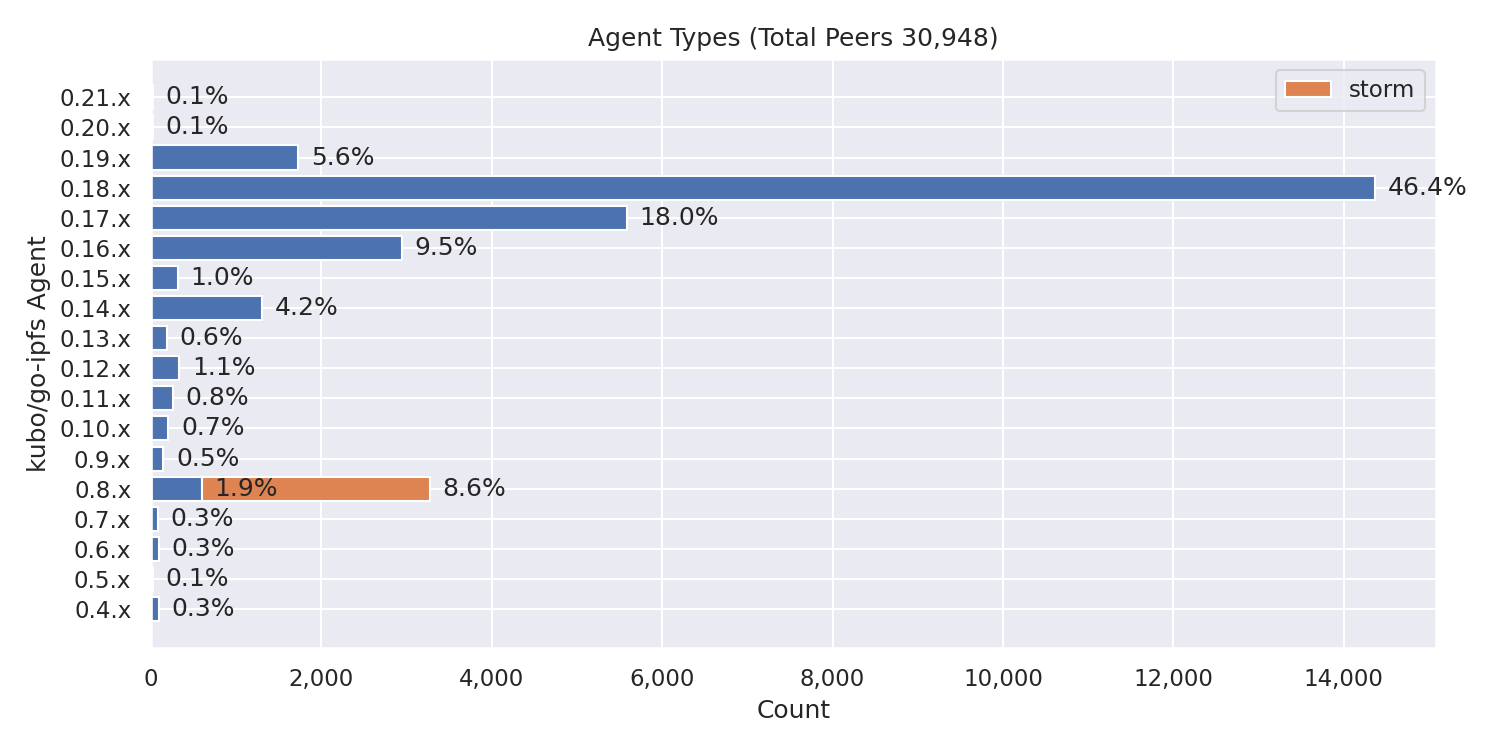 Agent Types (Total Peers 30,948)
storm
kubo/go-ipfs Agent
0.21.x 0.1%
0.20.x 0.1%
0.19.x 5.6%
0.18.x 46.4%
0.17.x 18.0%
0.16.x 9.5%
0.15.x 1.0%
0.14.x 4.2%
0.13.x 0.6%
0.12.x 1.1%
0.11.x 0.8%
0.10.x 0.7%
0.9.x 0.5%
0.8.x 1.9% 8.6%
0.7.x 0.3%
0.6.x 0.3%
0.5.x 0.1%
0.4.x 0.3%
0 2,000 4,000 6,000 8,000 10,000 12,000 14,000
Count